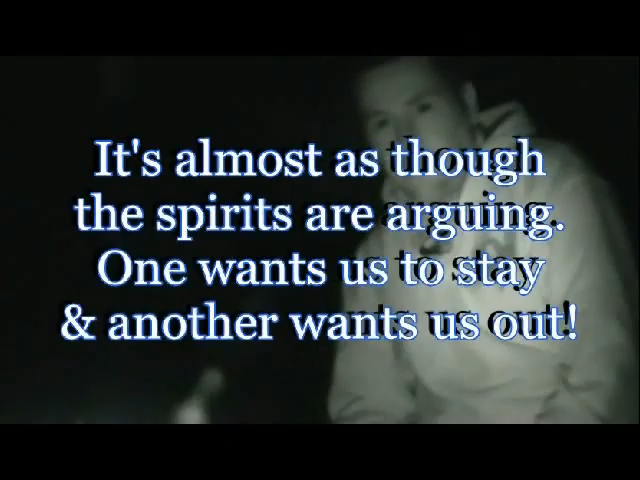 It's almost as though
the spirits are arguing.
One wants us to stay
& another wants us out!